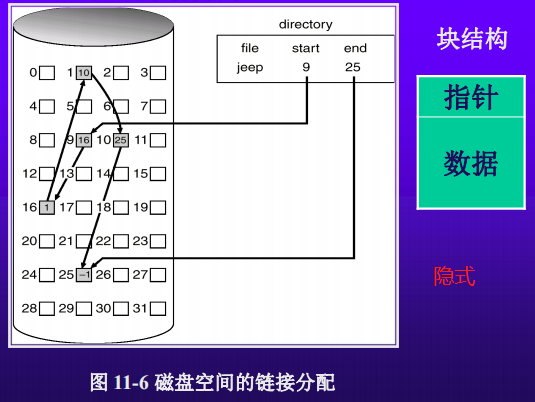 directory
file start end
jeep 9 25
块结构
指针
数据
0 1 10 2 3
4 5 6 7
8 9 16 10 25 11
12 13 14 15
16 1 17 18 19
20 21 22 23
24 25 -1 26 27
28 29 30 31
隐式
图 11-6 磁盘空间的链接分配